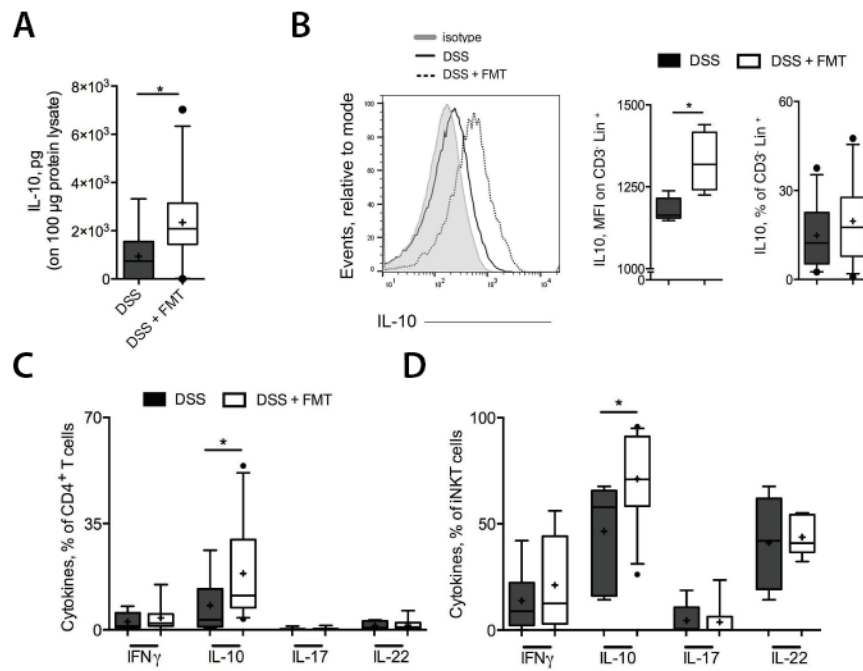 A
IL-10, pg
(on 100 µg protein lysate)
8×10³
6×10³
4×10³
2×10³
0
*
DSS
DSS + FMT
B
isotype
DSS
DSS + FMT
Events, relative to mode
100
80
60
40
20
0
10¹
10²
10³
10⁴
IL-10
DSS
DSS + FMT
IL10, MFI on CD3⁻ Lin ⁺
1500
1250
1000
0
*
IL10, % of CD3⁻ Lin ⁺
60
30
0
C
DSS
DSS + FMT
Cytokines, % of CD4⁺ T cells
70
35
0
*
IFNγ
IL-10
IL-17
IL-22
D
Cytokines, % of iNKT cells
100
50
0
*
IFNγ
IL-10
IL-17
IL-22